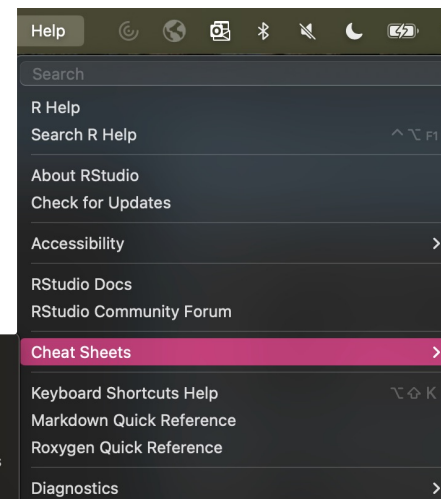 Help
Search
R Help
Search R Help ^⌥ F1
About RStudio
Check for Updates
Accessibility >
RStudio Docs
RStudio Community Forum
Cheat Sheets >
Keyboard Shortcuts Help ⌥⇧ K
Markdown Quick Reference
Roxygen Quick Reference
s
Diagnostics >